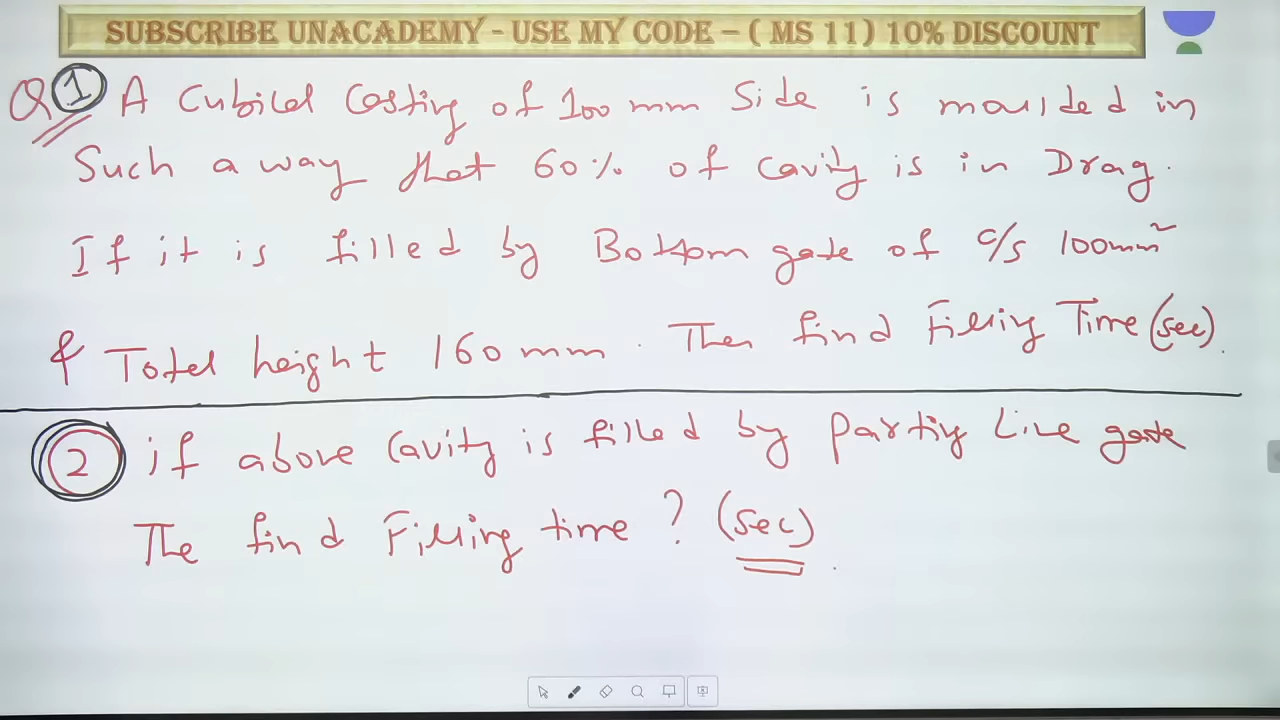 SUBSCRIBE UNACADEMY - USE MY CODE – ( MS 11) 10% DISCOUNT
Q 1 A Cubical Casting of 100 mm Side is moulded in
Such a way that 60% of Cavity is in Drag.
If it is filled by Bottom gate of C/S 100mm²
& Total height 160 mm. Then find Filling Time (sec).
2 if above Cavity is filled by Parting Line gate
The find Filling time ? (Sec).